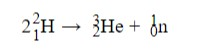 2²₁H → ³₂He + ¹₀n